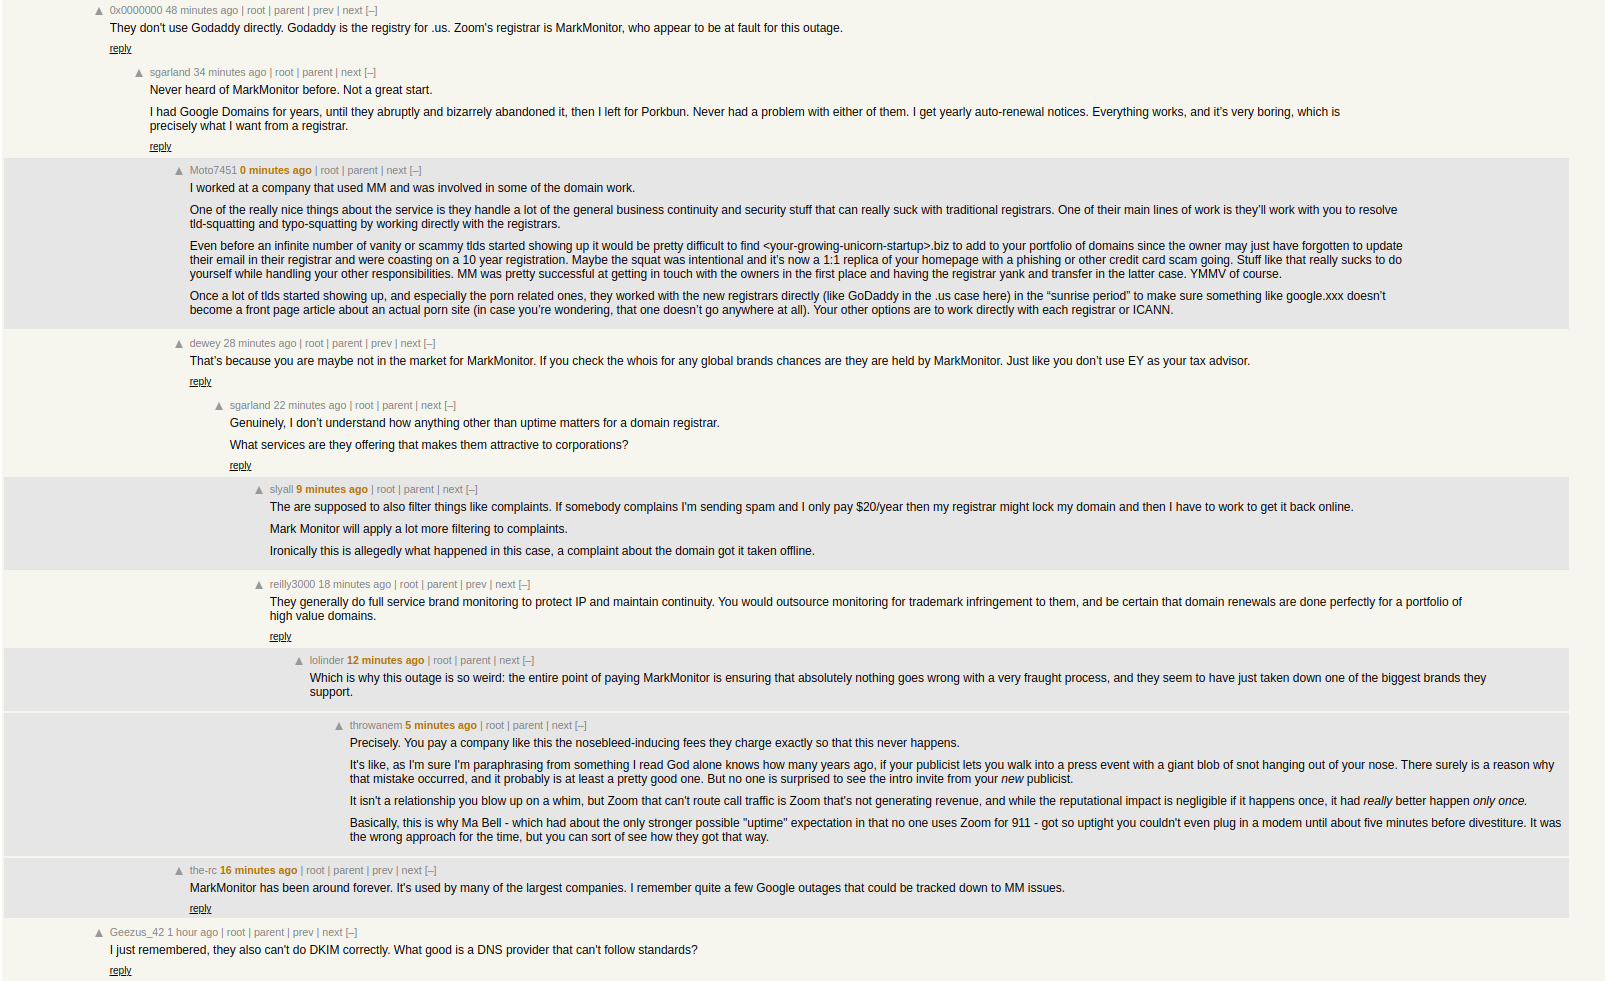 ▲ 0x0000000 48 minutes ago | root | parent | prev | next [–]
They don't use Godaddy directly. Godaddy is the registry for .us. Zoom's registrar is MarkMonitor, who appear to be at fault for this outage.
reply
▲ sgarland 34 minutes ago | root | parent | next [–]
Never heard of MarkMonitor before. Not a great start.
I had Google Domains for years, until they abruptly and bizarrely abandoned it, then I left for Porkbun. Never had a problem with either of them. I get yearly auto-renewal notices. Everything works, and it's very boring, which is
precisely what I want from a registrar.
reply
▲ Moto7451 0 minutes ago | root | parent | next [–]
I worked at a company that used MM and was involved in some of the domain work.
One of the really nice things about the service is they handle a lot of the general business continuity and security stuff that can really suck with traditional registrars. One of their main lines of work is they'll work with you to resolve
tld-squatting and typo-squatting by working directly with the registrars.
Even before an infinite number of vanity or scammy tlds started showing up it would be pretty difficult to find <your-growing-unicorn-startup>.biz to add to your portfolio of domains since the owner may just have forgotten to update
their email in their registrar and were coasting on a 10 year registration. Maybe the squat was intentional and it's now a 1:1 replica of your homepage with a phishing or other credit card scam going. Stuff like that really sucks to do
yourself while handling your other responsibilities. MM was pretty successful at getting in touch with the owners in the first place and having the registrar yank and transfer in the latter case. YMMV of course.
Once a lot of tlds started showing up, and especially the porn related ones, they worked with the new registrars directly (like GoDaddy in the .us case here) in the “sunrise period” to make sure something like google.xxx doesn't
become a front page article about an actual porn site (in case you're wondering, that one doesn't go anywhere at all). Your other options are to work directly with each registrar or ICANN.
▲ dewey 28 minutes ago | root | parent | prev | next [–]
That's because you are maybe not in the market for MarkMonitor. If you check the whois for any global brands chances are they are held by MarkMonitor. Just like you don't use EY as your tax advisor.
reply
▲ sgarland 22 minutes ago | root | parent | next [–]
Genuinely, I don't understand how anything other than uptime matters for a domain registrar.
What services are they offering that makes them attractive to corporations?
reply
▲ slyall 9 minutes ago | root | parent | next [–]
The are supposed to also filter things like complaints. If somebody complains I'm sending spam and I only pay $20/year then my registrar might lock my domain and then I have to work to get it back online.
Mark Monitor will apply a lot more filtering to complaints.
Ironically this is allegedly what happened in this case, a complaint about the domain got it taken offline.
▲ reilly3000 18 minutes ago | root | parent | prev | next [–]
They generally do full service brand monitoring to protect IP and maintain continuity. You would outsource monitoring for trademark infringement to them, and be certain that domain renewals are done perfectly for a portfolio of
high value domains.
reply
▲ lolinder 12 minutes ago | root | parent | next [–]
Which is why this outage is so weird: the entire point of paying MarkMonitor is ensuring that absolutely nothing goes wrong with a very fraught process, and they seem to have just taken down one of the biggest brands they
support.
▲ throwanem 5 minutes ago | root | parent | next [–]
Precisely. You pay a company like this the nosebleed-inducing fees they charge exactly so that this never happens.
It's like, as I'm sure I'm paraphrasing from something I read God alone knows how many years ago, if your publicist lets you walk into a press event with a giant blob of snot hanging out of your nose. There surely is a reason why
that mistake occurred, and it probably is at least a pretty good one. But no one is surprised to see the intro invite from your new publicist.
It isn't a relationship you blow up on a whim, but Zoom that can't route call traffic is Zoom that's not generating revenue, and while the reputational impact is negligible if it happens once, it had really better happen only once.
Basically, this is why Ma Bell - which had about the only stronger possible "uptime" expectation in that no one uses Zoom for 911 - got so uptight you couldn't even plug in a modem until about five minutes before divestiture. It was
the wrong approach for the time, but you can sort of see how they got that way.
▲ the-rc 16 minutes ago | root | parent | prev | next [–]
MarkMonitor has been around forever. It's used by many of the largest companies. I remember quite a few Google outages that could be tracked down to MM issues.
reply
▲ Geezus_42 1 hour ago | root | parent | prev | next [–]
I just remembered, they also can't do DKIM correctly. What good is a DNS provider that can't follow standards?
reply